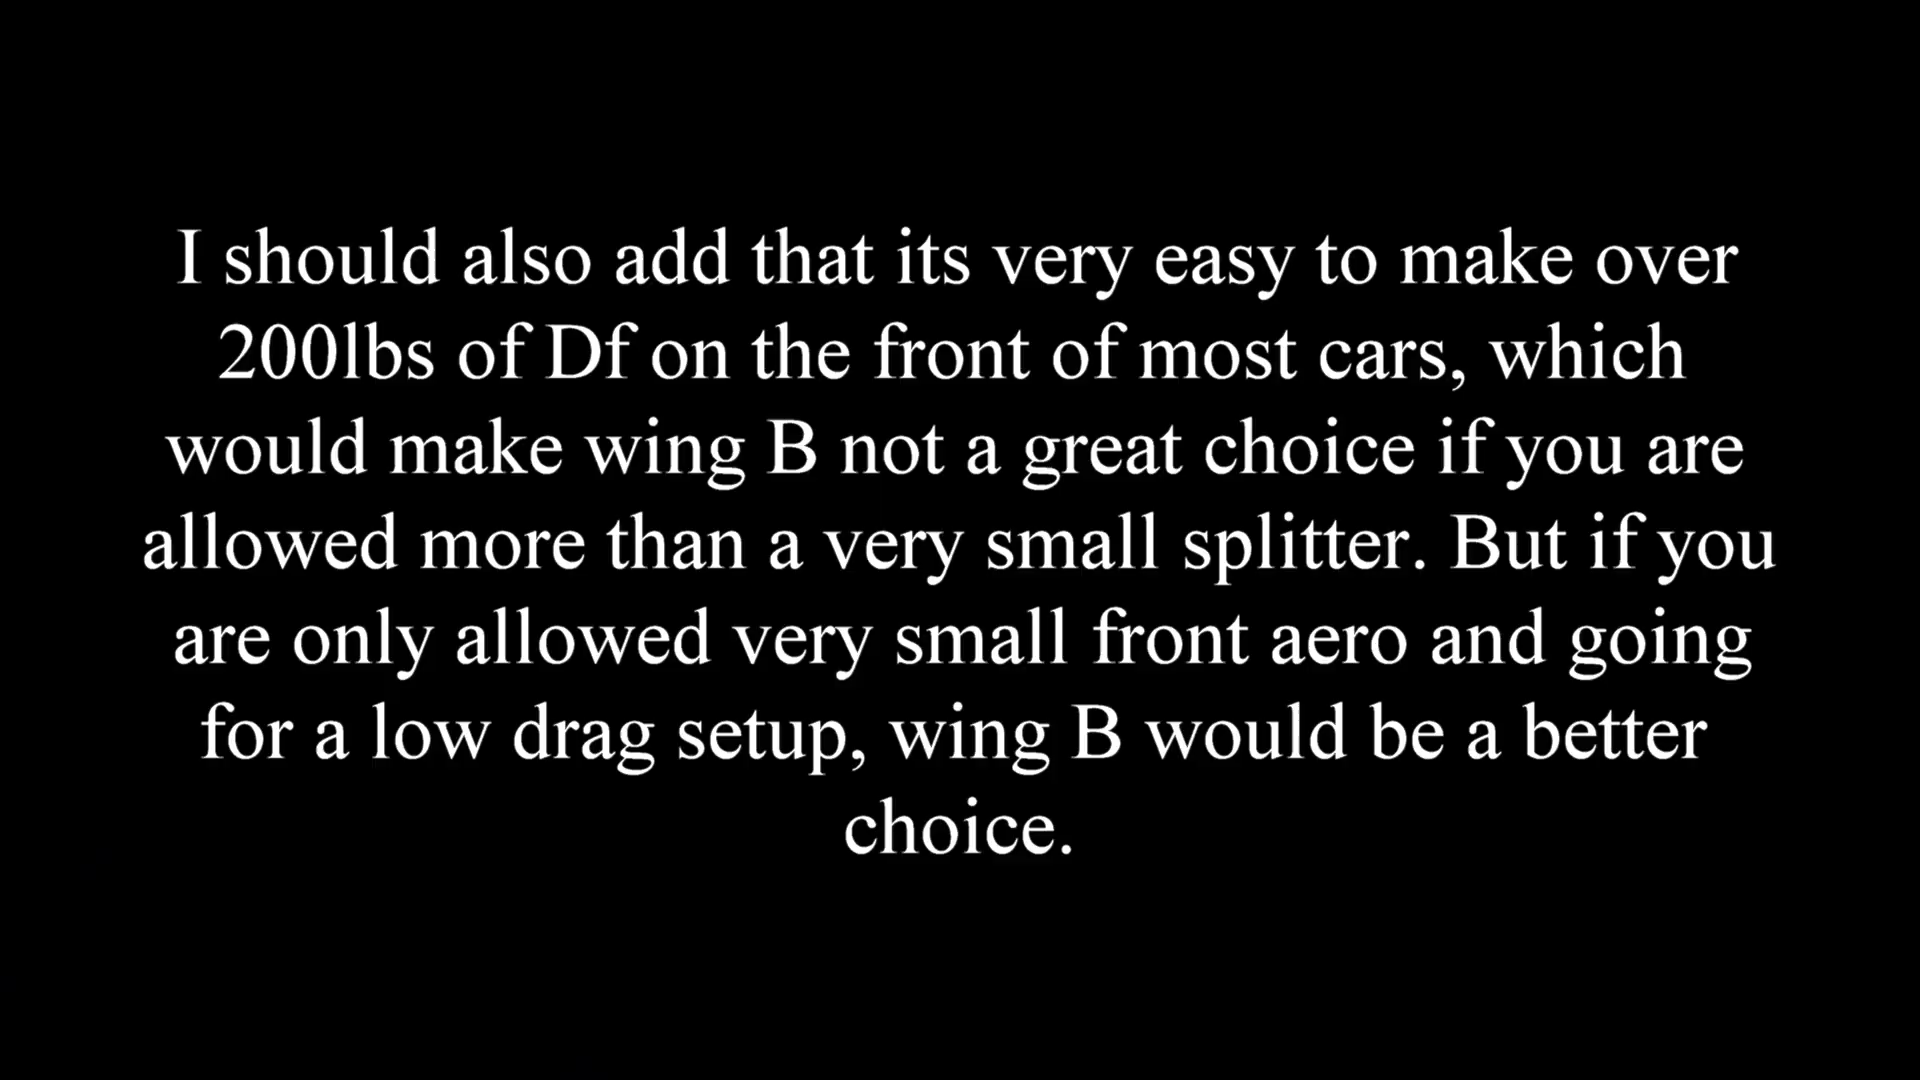 I should also add that its very easy to make over
200lbs of Df on the front of most cars, which
would make wing B not a great choice if you are
allowed more than a very small splitter. But if you
are only allowed very small front aero and going
for a low drag setup, wing B would be a better
choice.